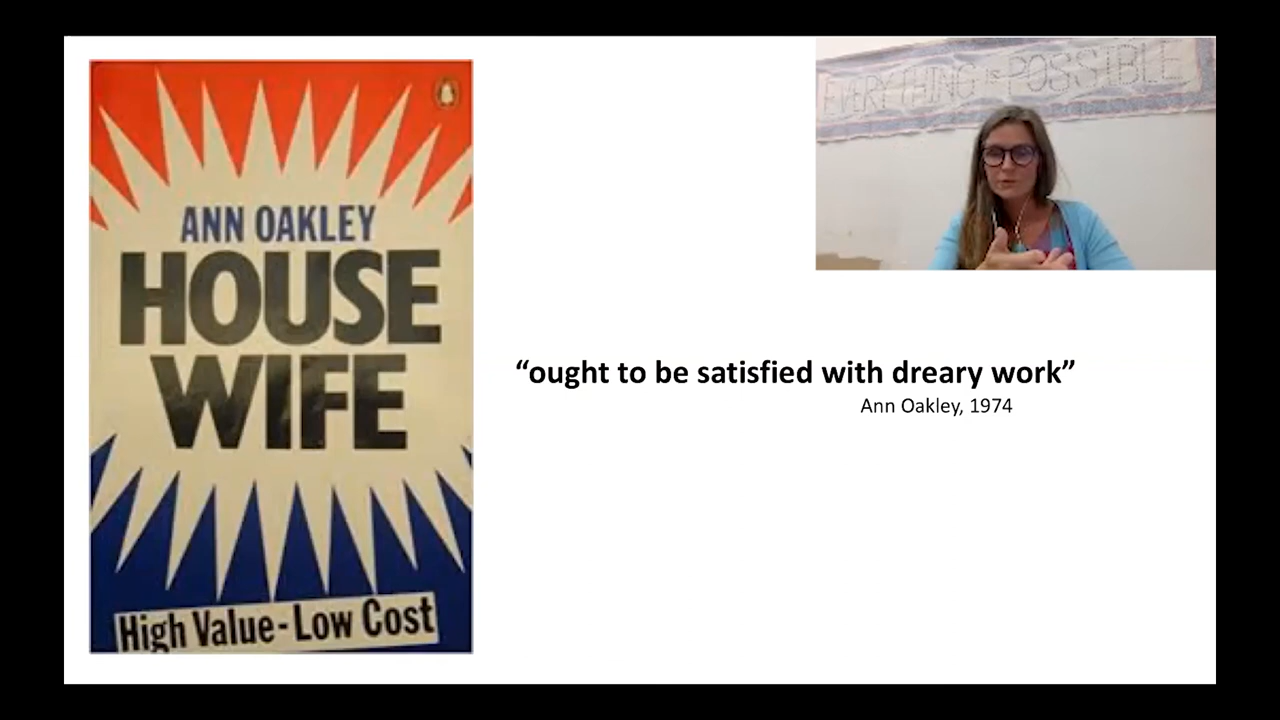 EVERYTHING is POSSIBLE
ANN OAKLEY
HOUSE
WIFE
High Value-Low Cost
“ought to be satisfied with dreary work”
Ann Oakley, 1974